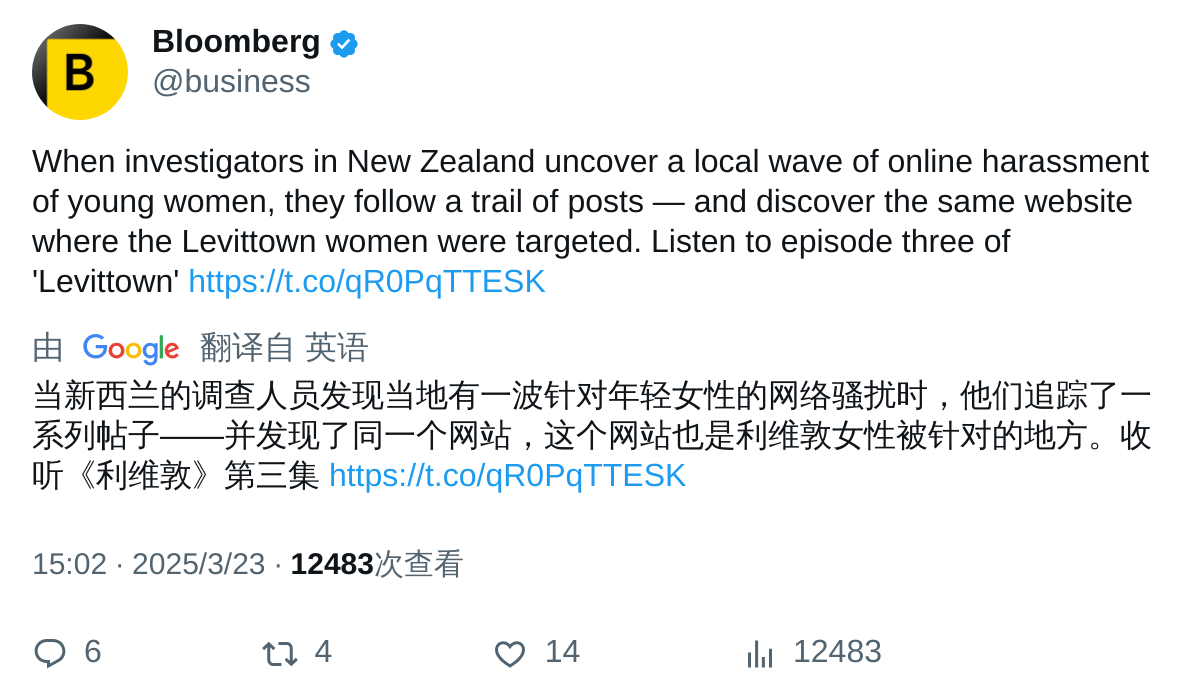 B
Bloomberg
@business
When investigators in New Zealand uncover a local wave of online harassment
of young women, they follow a trail of posts — and discover the same website
where the Levittown women were targeted. Listen to episode three of
'Levittown' https://t.co/qR0PqTTESK
由 Google 翻译自 英语
当新西兰的调查人员发现当地有一波针对年轻女性的网络骚扰时，他们追踪了一
系列帖子——并发现了同一个网站，这个网站也是利维敦女性被针对的地方。收
听《利维敦》第三集 https://t.co/qR0PqTTESK
15:02 · 2025/3/23 · 12483次查看
6 4 14 12483